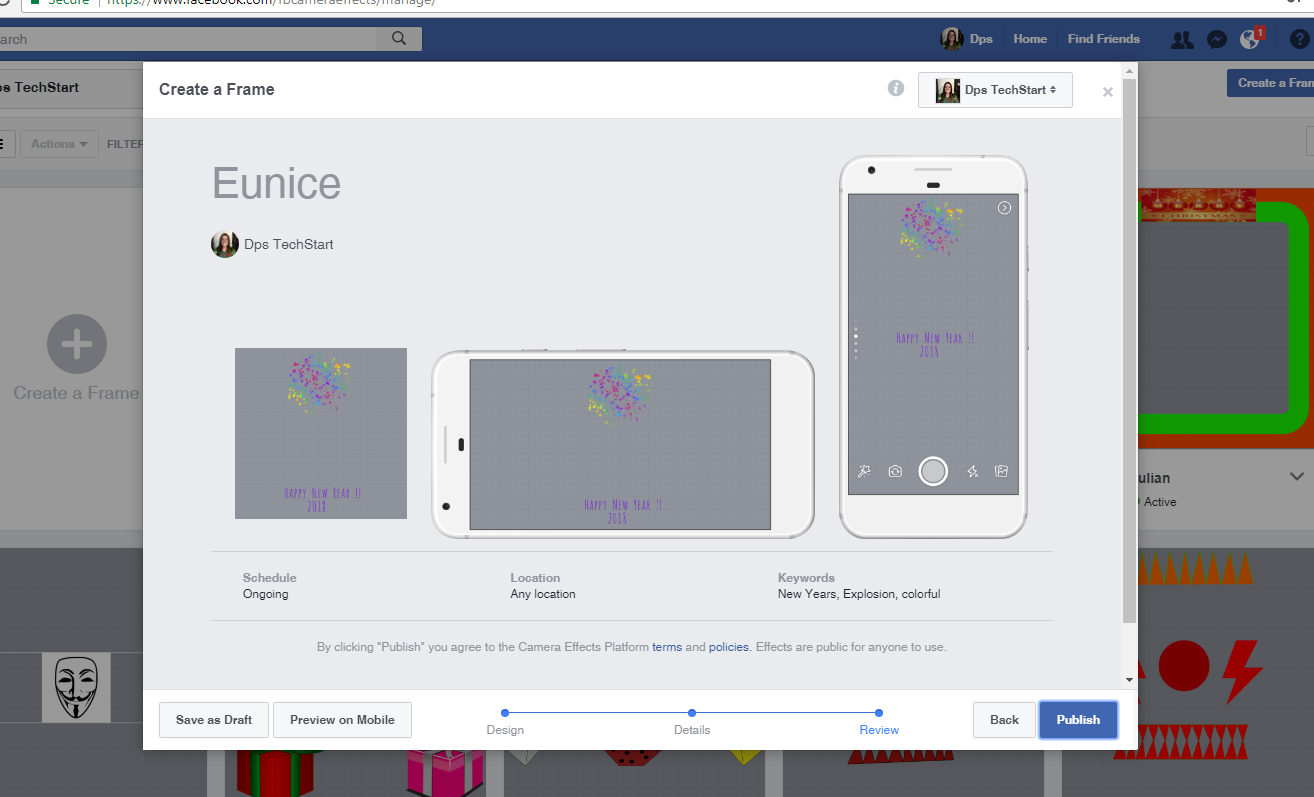 Secure | https://www.facebook.com/fbcameraeffects/manage/
arch
Dps Home Find Friends 1 ?
ps TechStart
Create a Fran
Actions FILTER
Create a Frame
i Dps TechStart ×
Eunice
Dps TechStart
Happy New Year !!
2018
Happy New Year !!
2018
Happy New Year !!
2018
Create a Frame
CHRISTMAS
ulian
Active
Schedule
Ongoing
Location
Any location
Keywords
New Years, Explosion, colorful
By clicking "Publish" you agree to the Camera Effects Platform terms and policies. Effects are public for anyone to use.
Save as Draft Preview on Mobile
Design Details Review
Back Publish